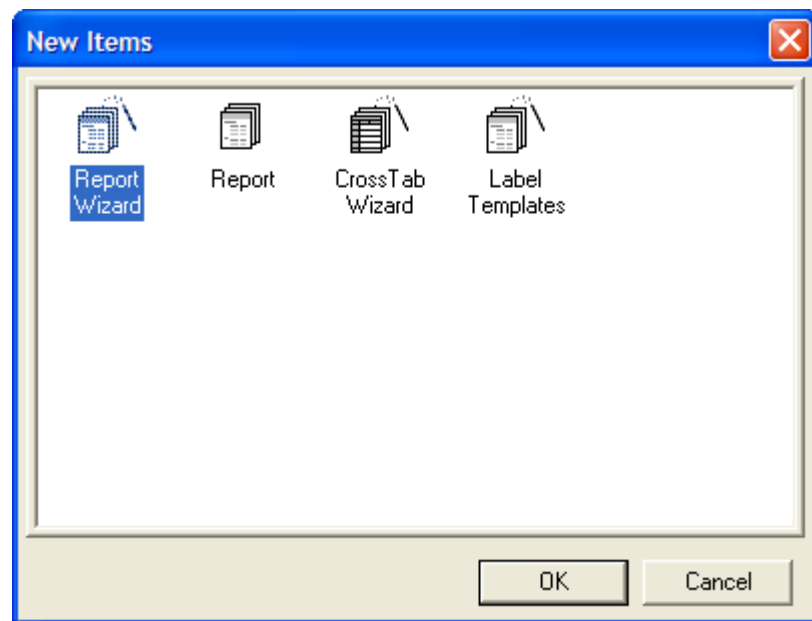 New Items
Report Wizard
Report
CrossTab Wizard
Label Templates
OK
Cancel